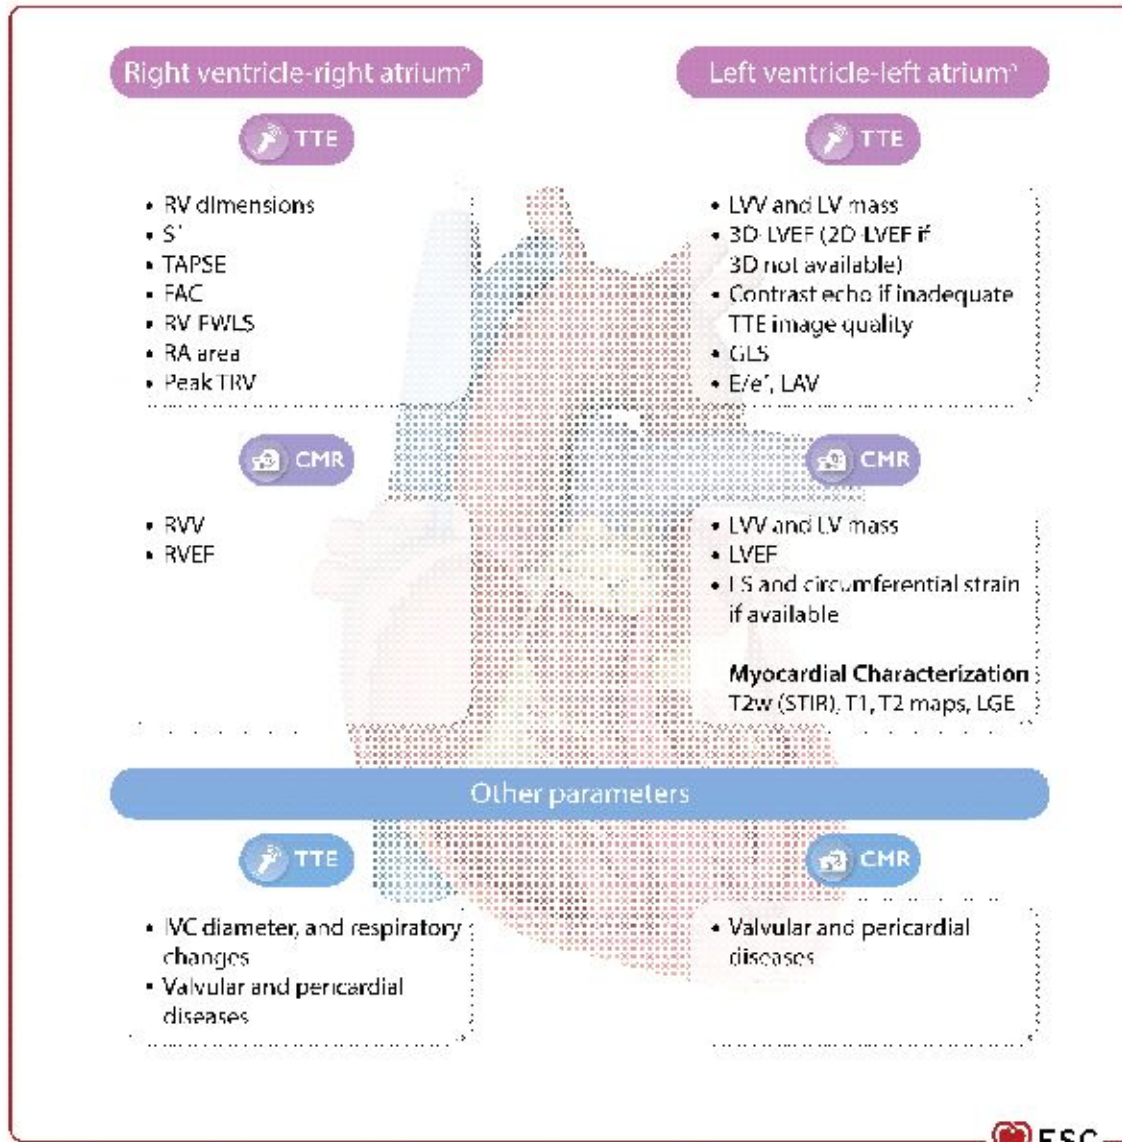 Right ventricle-right atriumᵃ
TTE
• RV dimensions
• S'
• TAPSE
• FAC
• RV FWLS
• RA area
• Peak TRV
CMR
• RVV
• RVEF
Left ventricle-left atriumᵃ
TTE
• LVV and LV mass
• 3D-LVEF (2D-LVEF if
3D not available)
• Contrast echo if inadequate
TTE image quality
• GLS
• E/e', LAV
CMR
• LVV and LV mass
• LVEF
• LS and circumferential strain
if available
Myocardial Characterization
T2w (STIR), T1, T2 maps, LGE
Other parameters
TTE
• IVC diameter, and respiratory
changes
• Valvular and pericardial
diseases
CMR
• Valvular and pericardial
diseases
ESC